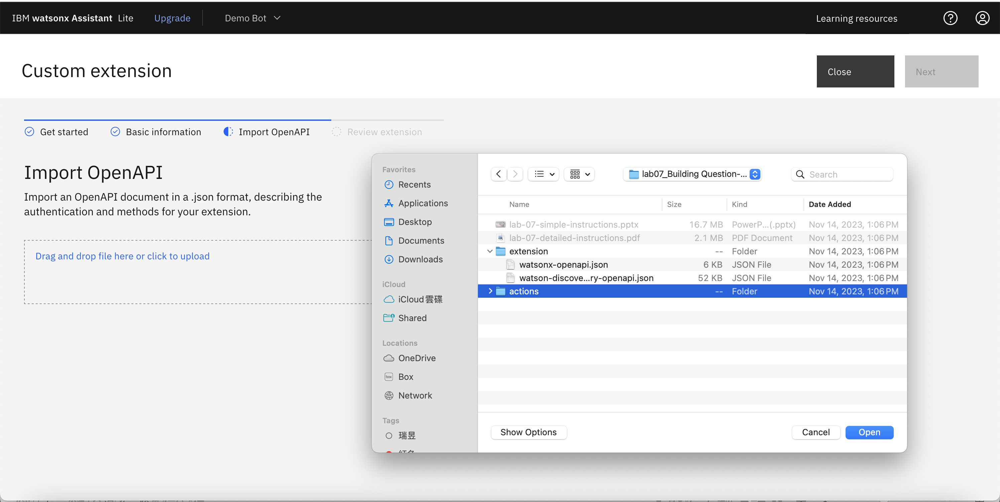 IBM watsonx Assistant Lite Upgrade Demo Bot Learning resources
Custom extension
Close Next
Get started Basic information Import OpenAPI Review extension
Import OpenAPI
Import an OpenAPI document in a .json format, describing the
authentication and methods for your extension.
Drag and drop file here or click to upload
Favorites
Recents
Applications
Desktop
Documents
Downloads
iCloud
iCloud雲碟
Shared
Locations
OneDrive
Box
Network
Tags
瑞昱
lab07_Building Question-... Search
Name Size Kind Date Added
lab-07-simple-instructions.pptx 16.7 MB PowerP...(.pptx) Nov 14, 2023, 1:06 PM
lab-07-detailed-instructions.pdf 2.1 MB PDF Document Nov 14, 2023, 1:06 PM
extension -- Folder Nov 14, 2023, 1:06 PM
watsonx-openapi.json 6 KB JSON File Nov 14, 2023, 1:06 PM
watson-discove...ry-openapi.json 52 KB JSON File Nov 14, 2023, 1:06 PM
actions -- Folder Nov 14, 2023, 1:06 PM
Show Options Cancel Open